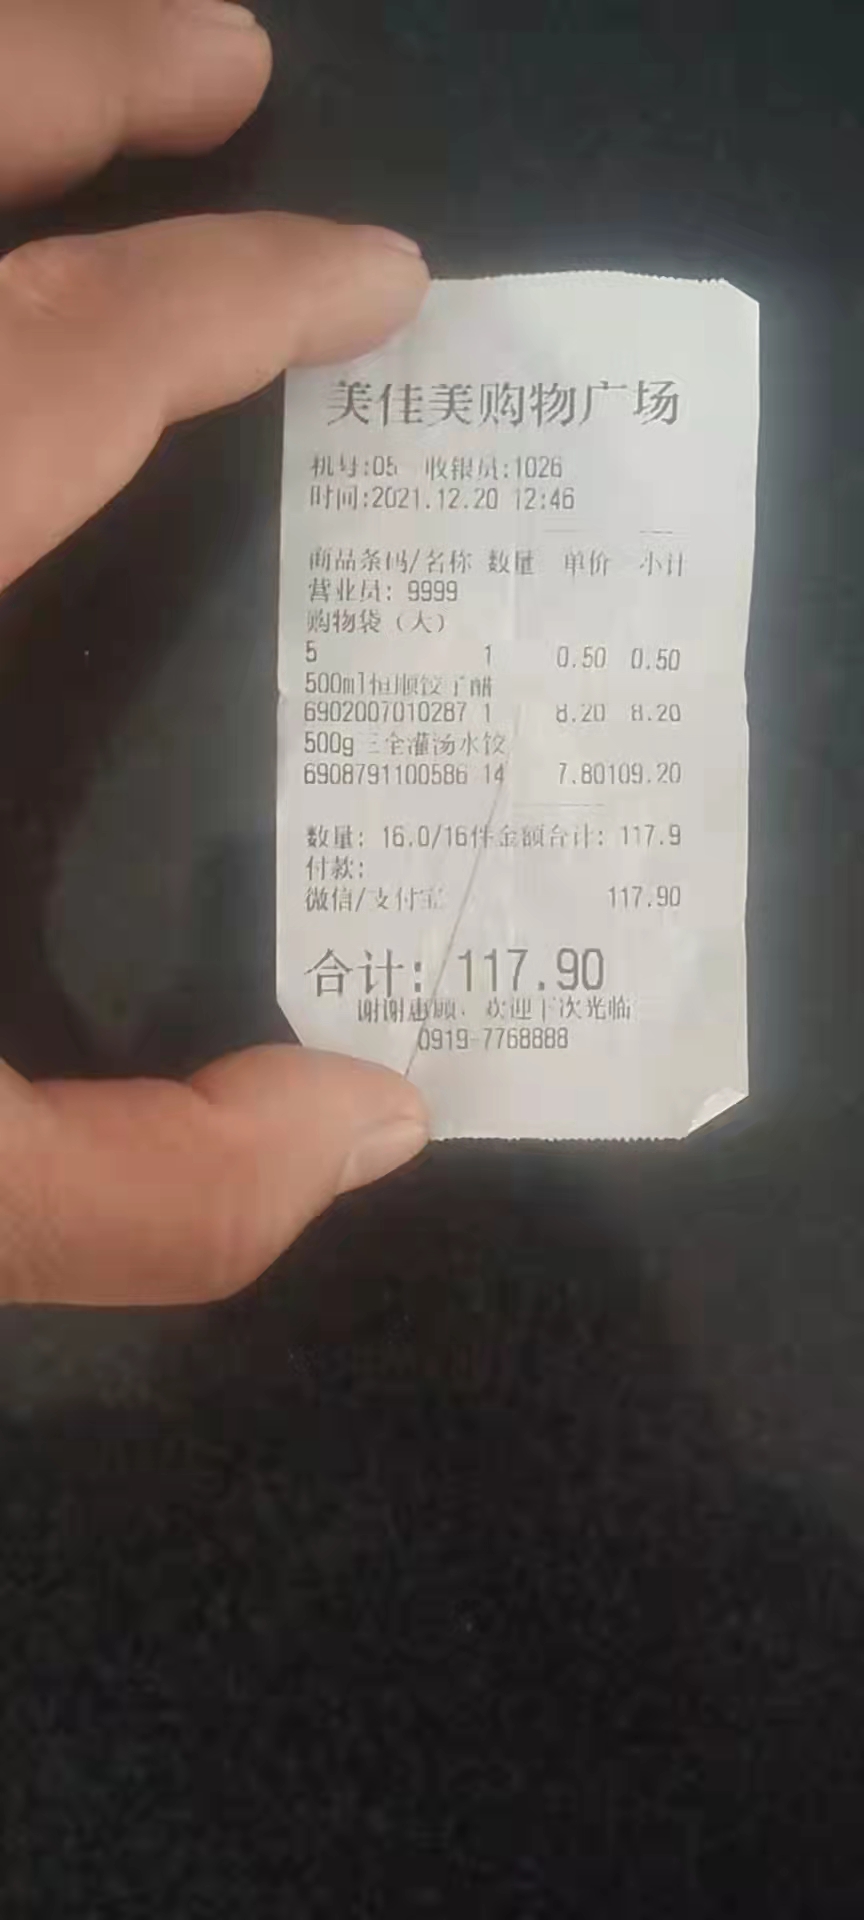 美佳美购物广场
机号:05 收银员:1026
时间:2021.12.20 12:46
商品条码/名称 数量 单价 小计
营业员: 9999
购物袋（大）
5 1 0.50 0.50
500ml恒顺饺子醋
6902007010287 1 8.20 8.20
500g三全灌汤水饺
6908791100586 14 7.80109.20
数量: 16.0/16件金额合计: 117.9
付款:
微信/支付宝 117.90
合计: 117.90
谢谢惠顾，欢迎下次光临
0919-7768888